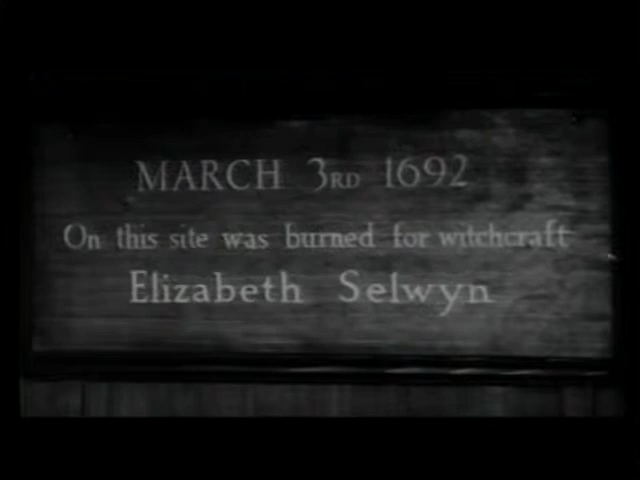 MARCH 3RD 1692
On this site was burned for witchcraft
Elizabeth Selwyn